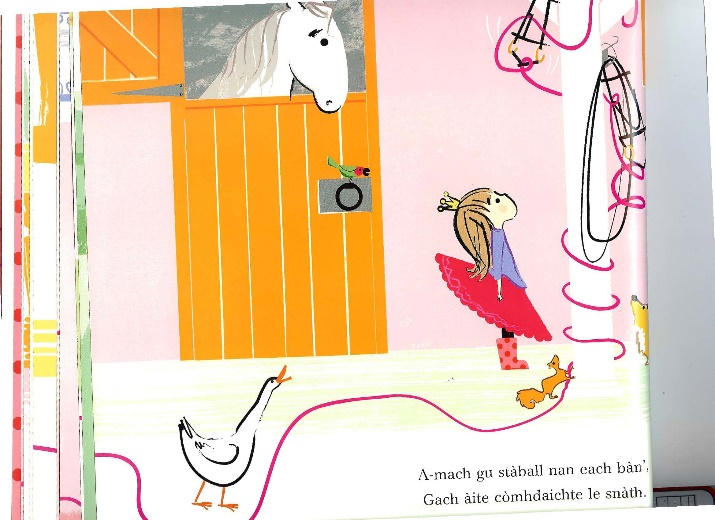 A-mach gu stàball nan each bàn',
Gach àite còmhdaichte le snàth.